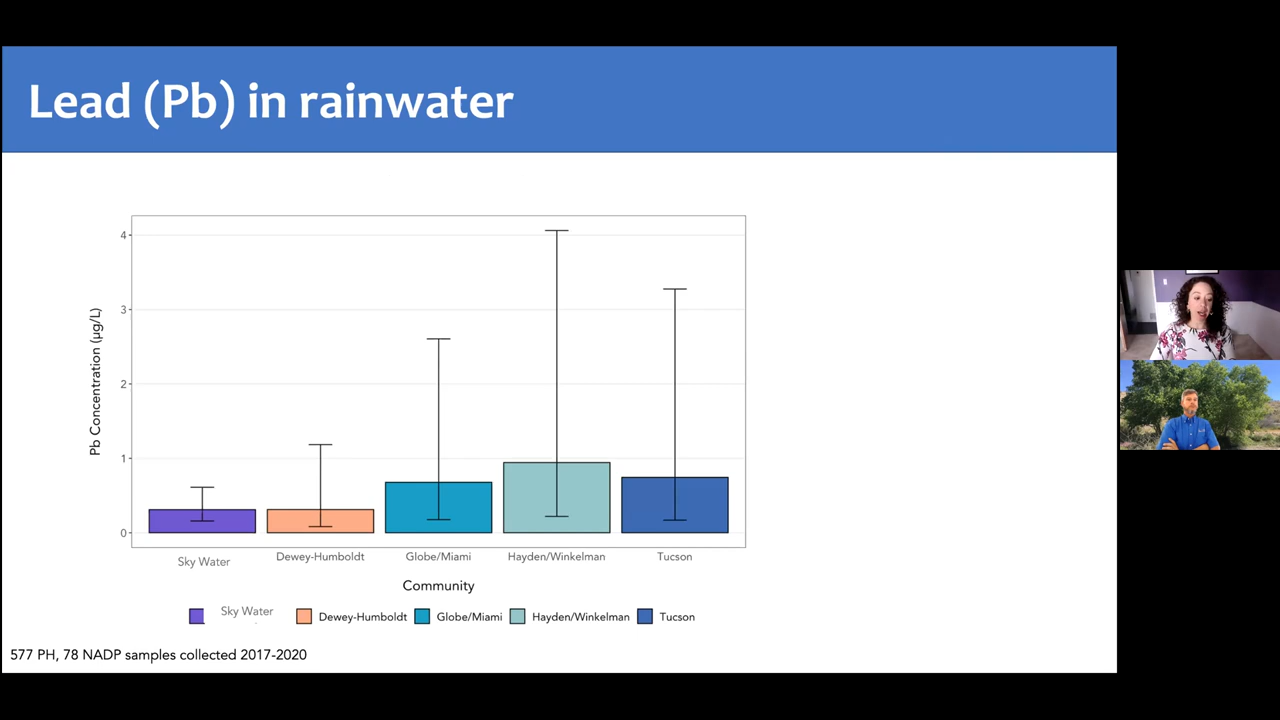 Lead (Pb) in rainwater
4
3
2
1
0
Pb Concentration (µg/L)
Sky Water
Dewey-Humboldt
Globe/Miami
Hayden/Winkelman
Tucson
Community
Sky Water
Dewey-Humboldt
Globe/Miami
Hayden/Winkelman
Tucson
577 PH, 78 NADP samples collected 2017-2020